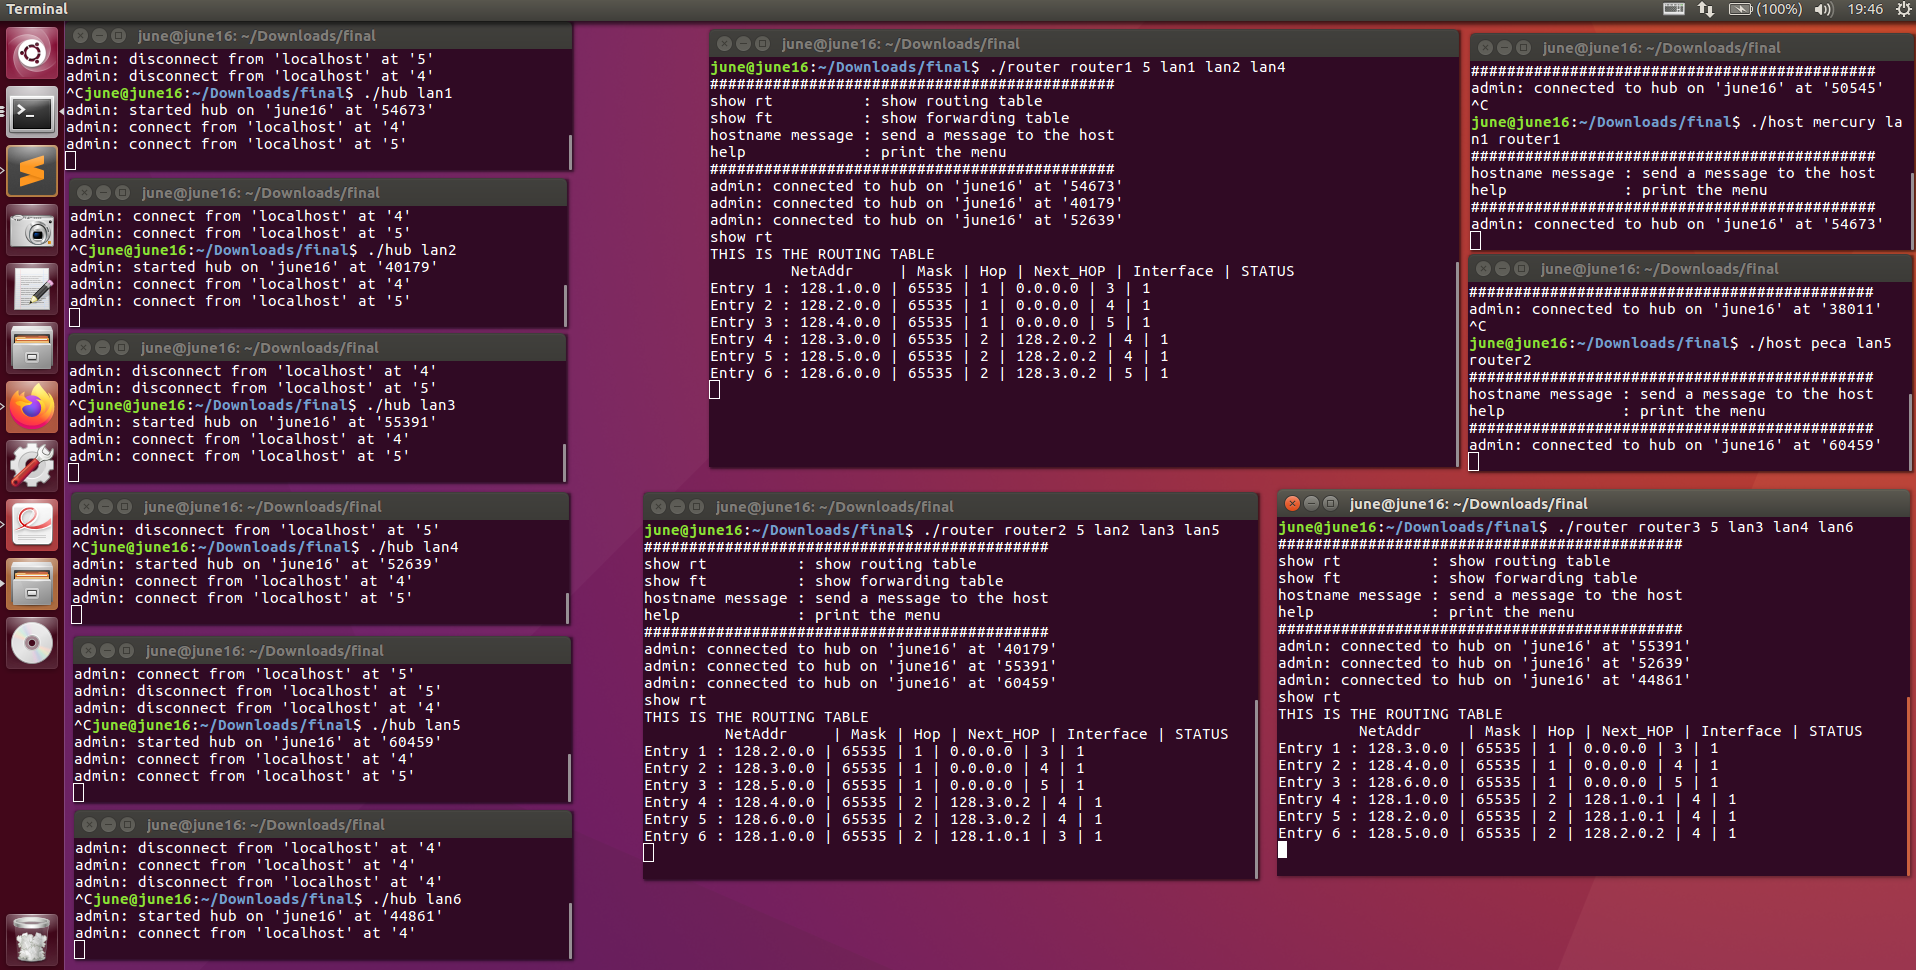 Terminal
(100%)
19:46
june@june16: ~/Downloads/final
admin: disconnect from 'localhost' at '5'
admin: disconnect from 'localhost' at '4'
^Cjune@june16:~/Downloads/final$ ./hub lan1
admin: started hub on 'june16' at '54673'
admin: connect from 'localhost' at '4'
admin: connect from 'localhost' at '5'
june@june16: ~/Downloads/final
admin: connect from 'localhost' at '4'
admin: connect from 'localhost' at '5'
^Cjune@june16:~/Downloads/final$ ./hub lan2
admin: started hub on 'june16' at '40179'
admin: connect from 'localhost' at '4'
admin: connect from 'localhost' at '5'
june@june16: ~/Downloads/final
admin: disconnect from 'localhost' at '4'
admin: disconnect from 'localhost' at '5'
^Cjune@june16:~/Downloads/final$ ./hub lan3
admin: started hub on 'june16' at '55391'
admin: connect from 'localhost' at '4'
admin: connect from 'localhost' at '5'
june@june16: ~/Downloads/final
admin: disconnect from 'localhost' at '5'
^Cjune@june16:~/Downloads/final$ ./hub lan4
admin: started hub on 'june16' at '52639'
admin: connect from 'localhost' at '4'
admin: connect from 'localhost' at '5'
june@june16: ~/Downloads/final
admin: connect from 'localhost' at '5'
admin: disconnect from 'localhost' at '5'
admin: disconnect from 'localhost' at '4'
^Cjune@june16:~/Downloads/final$ ./hub lan5
admin: started hub on 'june16' at '60459'
admin: connect from 'localhost' at '4'
admin: connect from 'localhost' at '5'
june@june16: ~/Downloads/final
admin: disconnect from 'localhost' at '4'
admin: connect from 'localhost' at '4'
admin: disconnect from 'localhost' at '4'
^Cjune@june16:~/Downloads/final$ ./hub lan6
admin: started hub on 'june16' at '44861'
admin: connect from 'localhost' at '4'
june@june16: ~/Downloads/final
june@june16:~/Downloads/final$ ./router router1 5 lan1 lan2 lan4
#############################################
show rt          : show routing table
show ft          : show forwarding table
hostname message : send a message to the host
help             : print the menu
#############################################
admin: connected to hub on 'june16' at '54673'
admin: connected to hub on 'june16' at '40179'
admin: connected to hub on 'june16' at '52639'
show rt
THIS IS THE ROUTING TABLE
NetAddr     | Mask | Hop | Next_HOP | Interface | STATUS
Entry 1 : 128.1.0.0 | 65535 | 1 | 0.0.0.0 | 3 | 1
Entry 2 : 128.2.0.0 | 65535 | 1 | 0.0.0.0 | 4 | 1
Entry 3 : 128.4.0.0 | 65535 | 1 | 0.0.0.0 | 5 | 1
Entry 4 : 128.3.0.0 | 65535 | 2 | 128.2.0.2 | 4 | 1
Entry 5 : 128.5.0.0 | 65535 | 2 | 128.2.0.2 | 4 | 1
Entry 6 : 128.6.0.0 | 65535 | 2 | 128.3.0.2 | 5 | 1
june@june16: ~/Downloads/final
#############################################
admin: connected to hub on 'june16' at '50545'
^C
june@june16:~/Downloads/final$ ./host mercury la
n1 router1
#############################################
hostname message : send a message to the host
help             : print the menu
#############################################
admin: connected to hub on 'june16' at '54673'
june@june16: ~/Downloads/final
#############################################
admin: connected to hub on 'june16' at '38011'
^C
june@june16:~/Downloads/final$ ./host peca lan5
router2
#############################################
hostname message : send a message to the host
help             : print the menu
#############################################
admin: connected to hub on 'june16' at '60459'
june@june16: ~/Downloads/final
june@june16:~/Downloads/final$ ./router router2 5 lan2 lan3 lan5
#############################################
show rt          : show routing table
show ft          : show forwarding table
hostname message : send a message to the host
help             : print the menu
#############################################
admin: connected to hub on 'june16' at '40179'
admin: connected to hub on 'june16' at '55391'
admin: connected to hub on 'june16' at '60459'
show rt
THIS IS THE ROUTING TABLE
NetAddr     | Mask | Hop | Next_HOP | Interface | STATUS
Entry 1 : 128.2.0.0 | 65535 | 1 | 0.0.0.0 | 3 | 1
Entry 2 : 128.3.0.0 | 65535 | 1 | 0.0.0.0 | 4 | 1
Entry 3 : 128.5.0.0 | 65535 | 1 | 0.0.0.0 | 5 | 1
Entry 4 : 128.4.0.0 | 65535 | 2 | 128.3.0.2 | 4 | 1
Entry 5 : 128.6.0.0 | 65535 | 2 | 128.3.0.2 | 4 | 1
Entry 6 : 128.1.0.0 | 65535 | 2 | 128.1.0.1 | 3 | 1
june@june16: ~/Downloads/final
june@june16:~/Downloads/final$ ./router router3 5 lan3 lan4 lan6
#############################################
show rt          : show routing table
show ft          : show forwarding table
hostname message : send a message to the host
help             : print the menu
#############################################
admin: connected to hub on 'june16' at '55391'
admin: connected to hub on 'june16' at '52639'
admin: connected to hub on 'june16' at '44861'
show rt
THIS IS THE ROUTING TABLE
NetAddr     | Mask | Hop | Next_HOP | Interface | STATUS
Entry 1 : 128.3.0.0 | 65535 | 1 | 0.0.0.0 | 3 | 1
Entry 2 : 128.4.0.0 | 65535 | 1 | 0.0.0.0 | 4 | 1
Entry 3 : 128.6.0.0 | 65535 | 1 | 0.0.0.0 | 5 | 1
Entry 4 : 128.1.0.0 | 65535 | 2 | 128.1.0.1 | 4 | 1
Entry 5 : 128.2.0.0 | 65535 | 2 | 128.1.0.1 | 4 | 1
Entry 6 : 128.5.0.0 | 65535 | 2 | 128.2.0.2 | 4 | 1